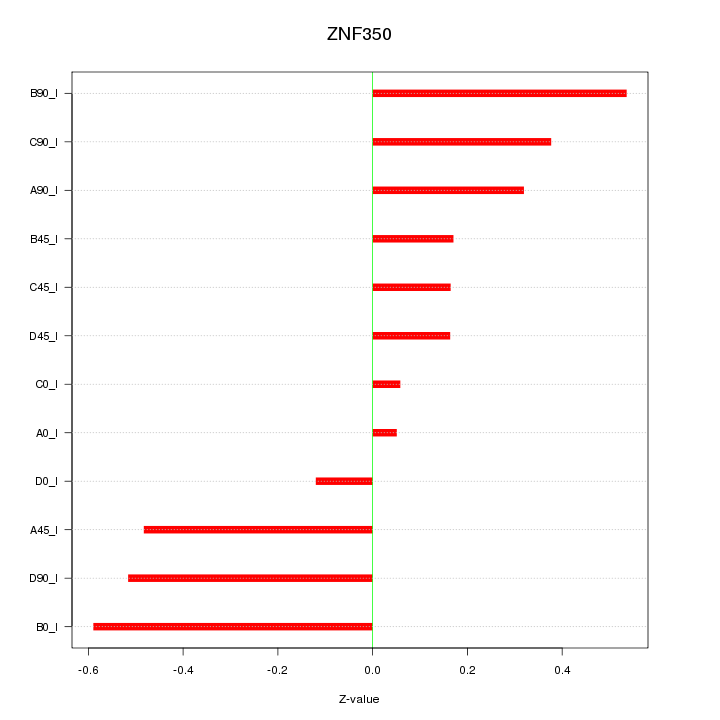 ZNF350
B90_I
C90_I
A90_I
B45_I
C45_I
D45_I
C0_I
A0_I
D0_I
A45_I
D90_I
B0_I
-0.6 -0.4 -0.2 0.0 0.2 0.4
Z-value